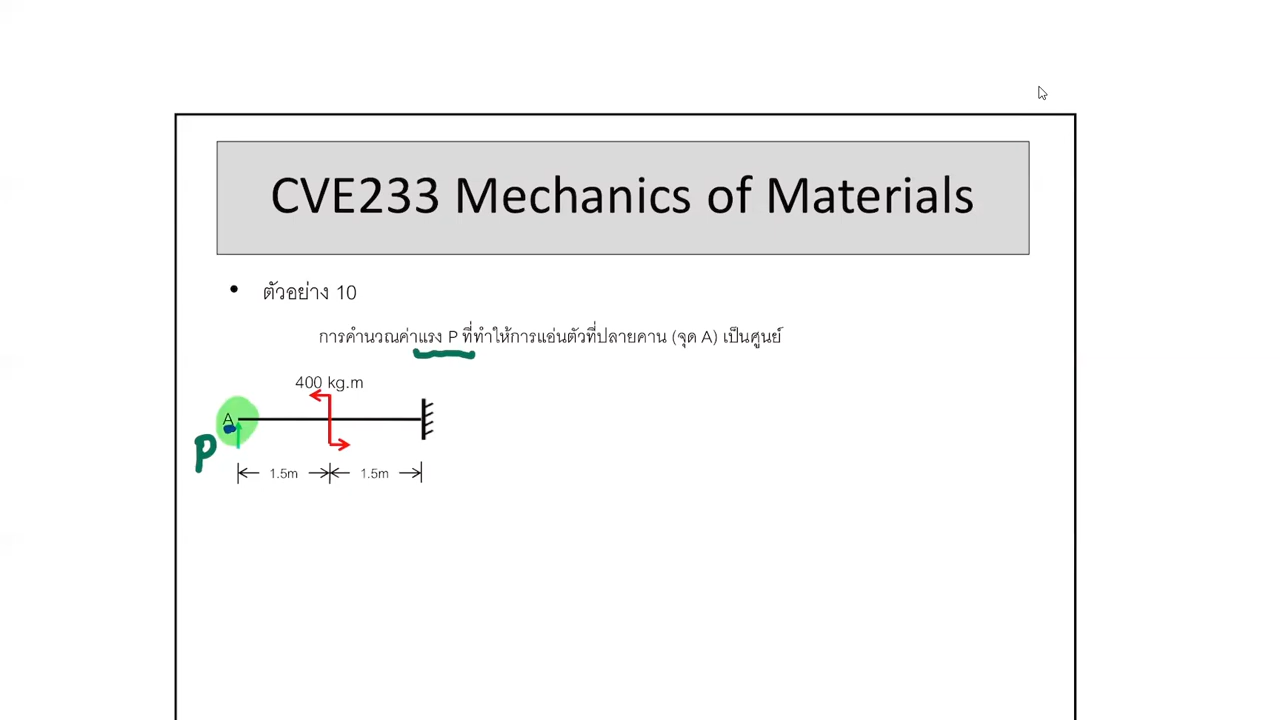 CVE233 Mechanics of Materials
• ตัวอย่าง 10
การคำนวณค่าแรง P ที่ทำให้การแอ่นตัวที่ปลายคาน (จุด A) เป็นศูนย์
400 kg.m
A
P
1.5m 1.5m